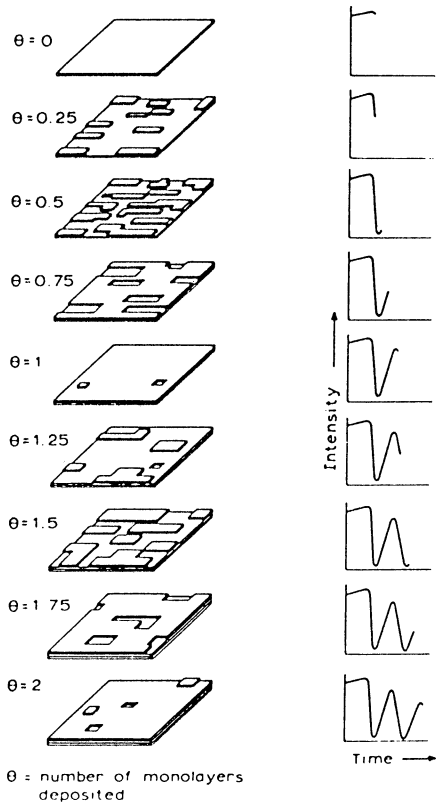 θ = 0
θ = 0.25
θ = 0.5
θ = 0.75
θ = 1
θ = 1.25
θ = 1.5
θ = 1 75
θ = 2
Intensity
Time
θ = number of monolayers
deposited